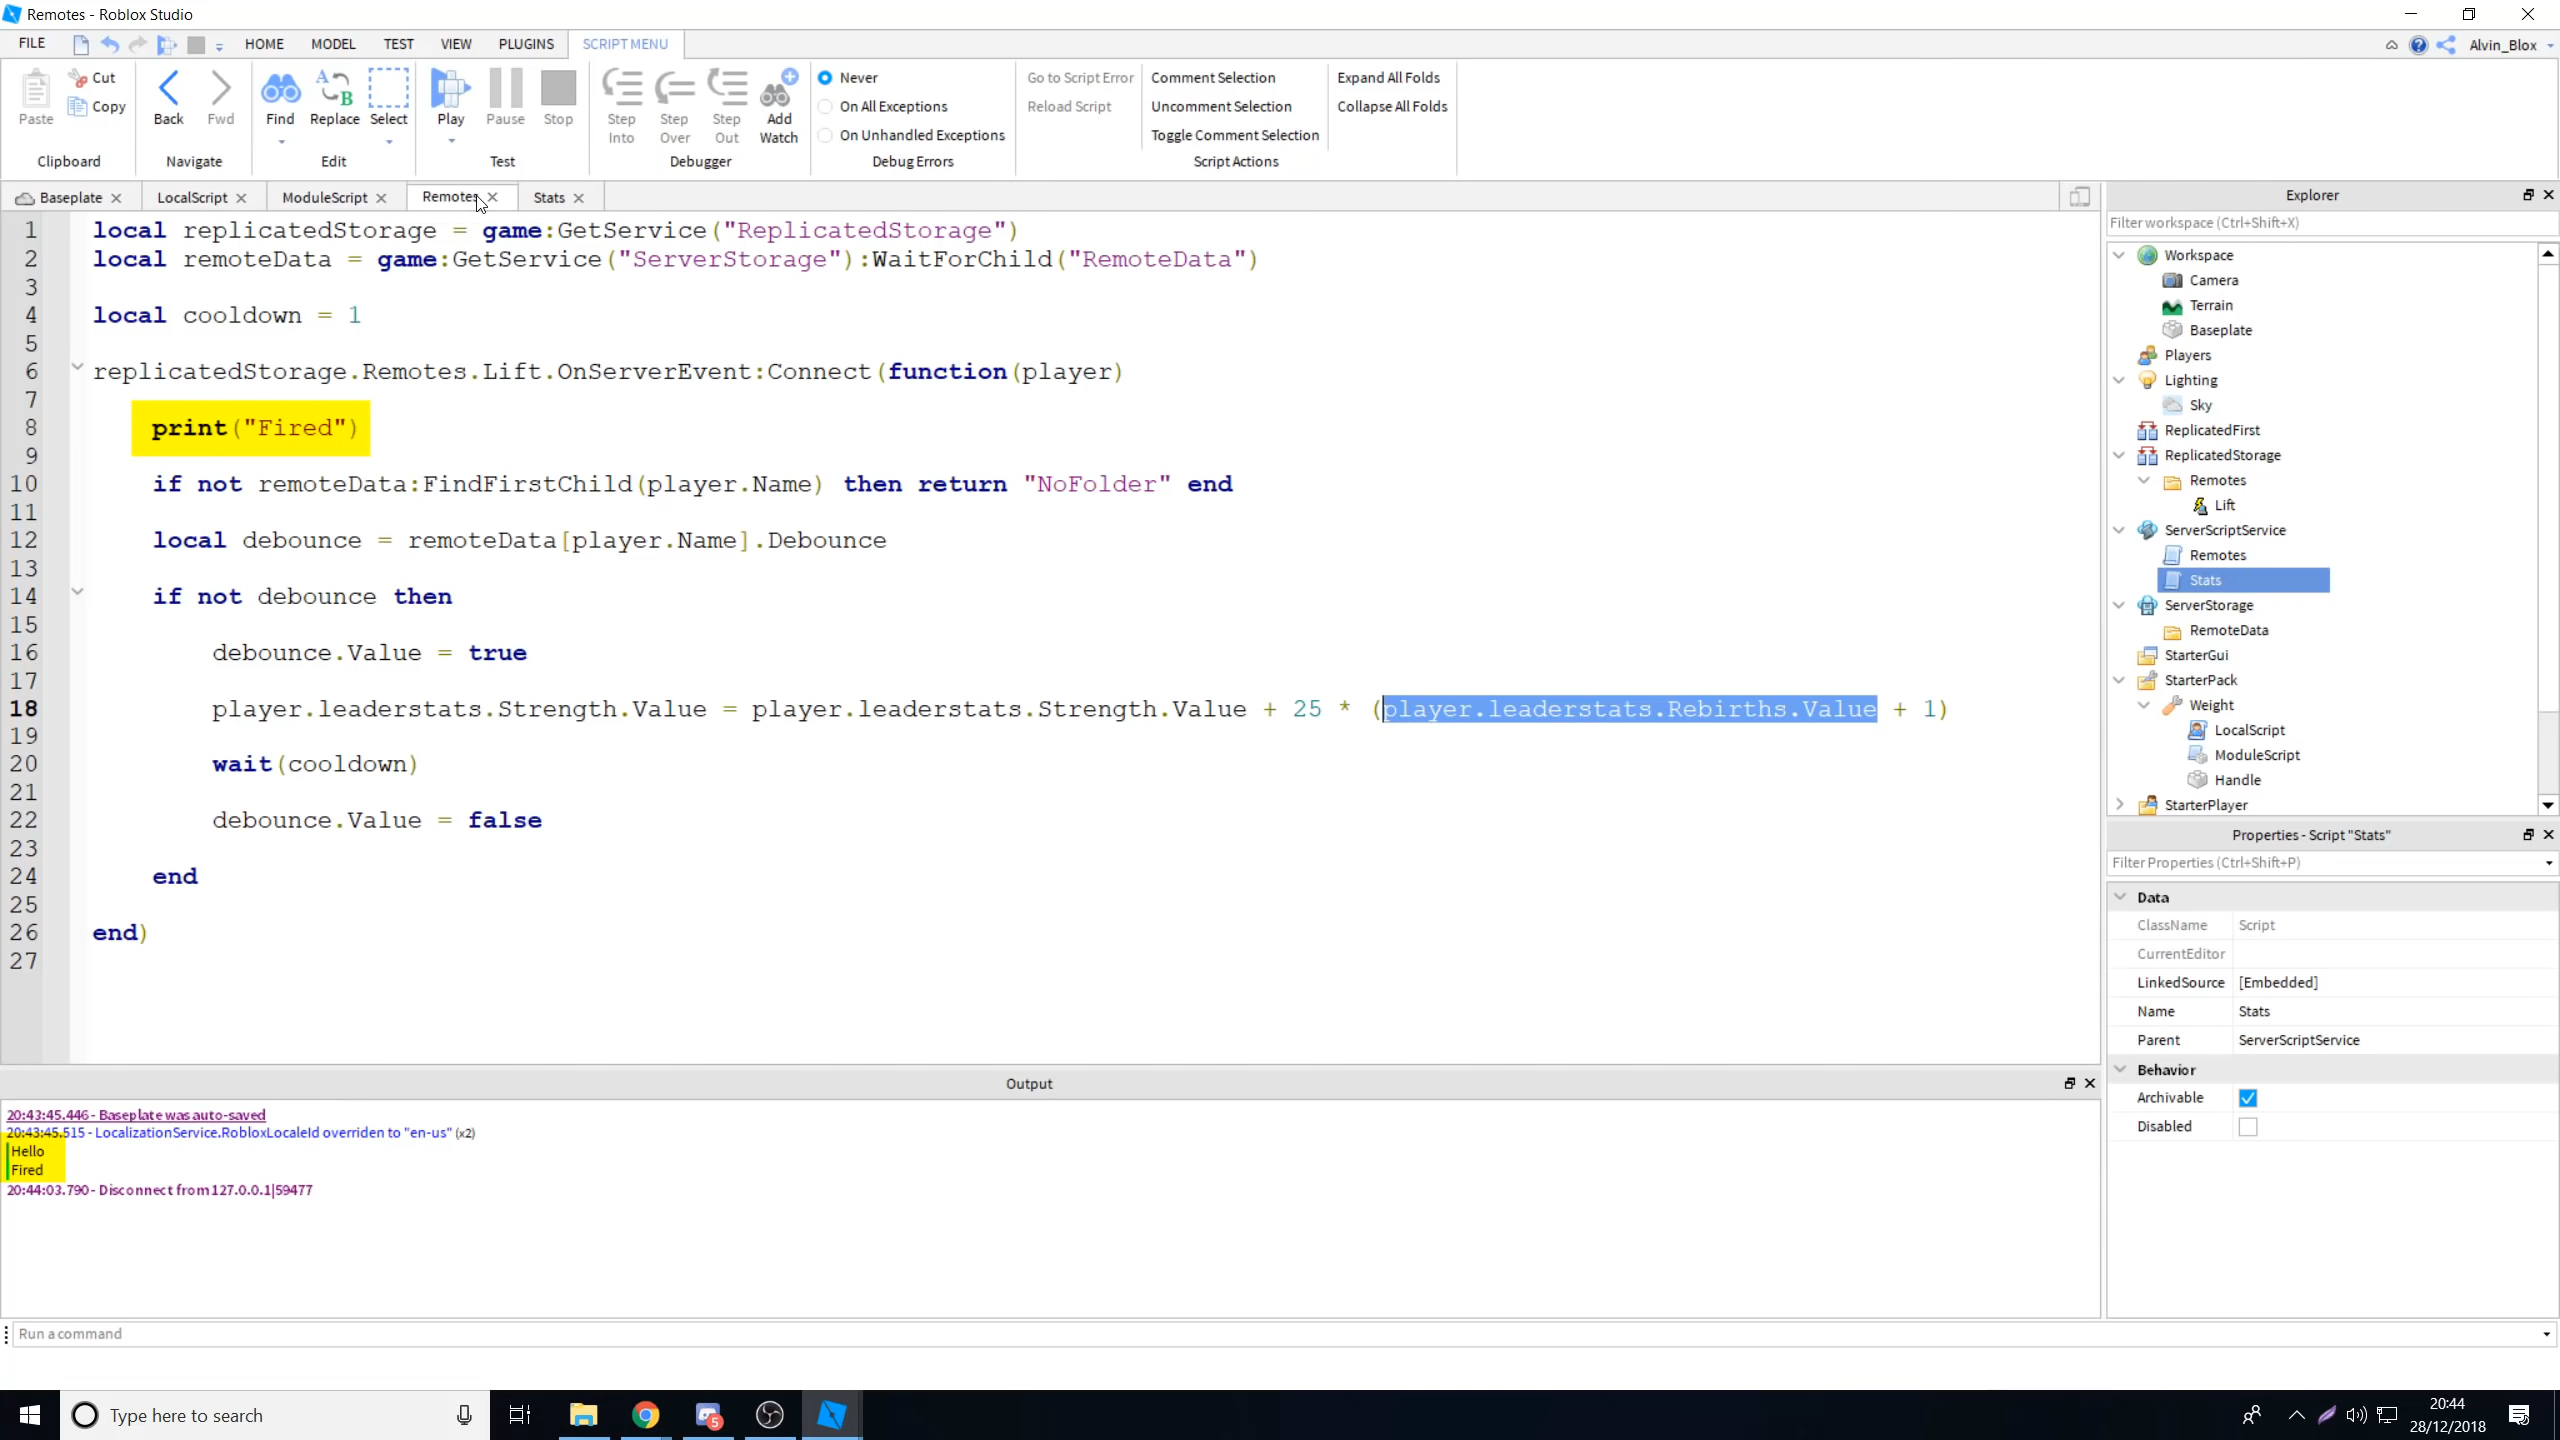 Remotes - Roblox Studio
FILE HOME MODEL TEST VIEW PLUGINS SCRIPT MENU Alvin_Blox
Paste Cut Copy Back Fwd Find Replace Select Play Pause Stop Step Into Step Over Step Out Add Watch
Never
On All Exceptions
On Unhandled Exceptions
Go to Script Error
Reload Script
Comment Selection
Uncomment Selection
Toggle Comment Selection
Expand All Folds
Collapse All Folds
Clipboard Navigate Edit Test Debugger Debug Errors Script Actions
Baseplate LocalScript ModuleScript Remotes Stats
1 local replicatedStorage = game:GetService("ReplicatedStorage")
2 local remoteData = game:GetService("ServerStorage"):WaitForChild("RemoteData")
3
4 local cooldown = 1
5
6 replicatedStorage.Remotes.Lift.OnServerEvent:Connect(function(player)
7
8 print("Fired")
9
10 if not remoteData:FindFirstChild(player.Name) then return "NoFolder" end
11
12 local debounce = remoteData[player.Name].Debounce
13
14 if not debounce then
15
16 debounce.Value = true
17
18 player.leaderstats.Strength.Value = player.leaderstats.Strength.Value + 25 * (player.leaderstats.Rebirths.Value + 1)
19
20 wait(cooldown)
21
22 debounce.Value = false
23
24 end
25
26 end)
27
Output
20:43:45.446 - Baseplate was auto-saved
20:43:45.515 - LocalizationService.RobloxLocaleId overriden to "en-us" (x2)
Hello
Fired
20:44:03.790 - Disconnect from 127.0.0.1|59477
Run a command
Explorer
Filter workspace (Ctrl+Shift+X)
Workspace
Camera
Terrain
Baseplate
Players
Lighting
Sky
ReplicatedFirst
ReplicatedStorage
Remotes
Lift
ServerScriptService
Remotes
Stats
ServerStorage
RemoteData
StarterGui
StarterPack
Weight
LocalScript
ModuleScript
Handle
StarterPlayer
Properties - Script "Stats"
Filter Properties (Ctrl+Shift+P)
Data
ClassName Script
CurrentEditor
LinkedSource [Embedded]
Name Stats
Parent ServerScriptService
Behavior
Archivable
Disabled
Type here to search
5
20:44
28/12/2018